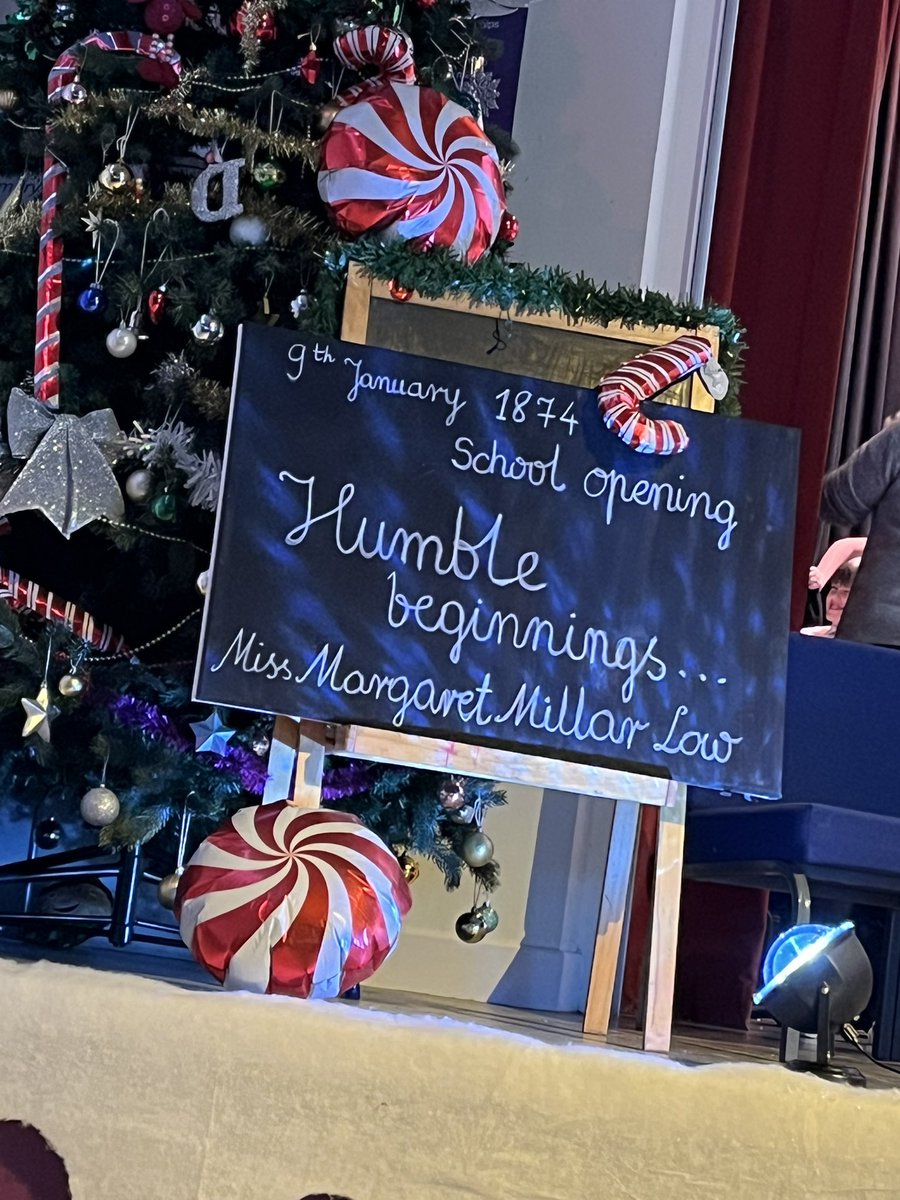 9th January 1874
School opening
Humble
beginnings...
Miss Margaret Millar Low